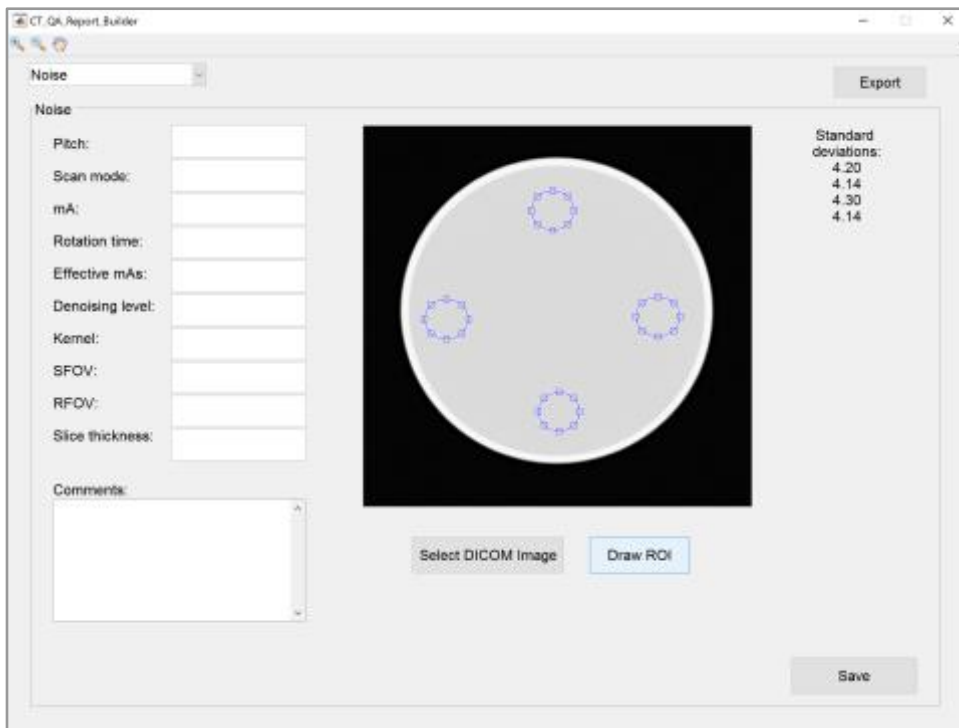 CT_QA_Report_Builder
Noise
Export
Noise
Pitch:
Scan mode:
mA:
Rotation time:
Effective mAs:
Denoising level:
Kernel:
SFOV:
RFOV:
Slice thickness:
Comments:
Standard
deviations:
4.20
4.14
4.30
4.14
Select DICOM Image
Draw ROI
Save